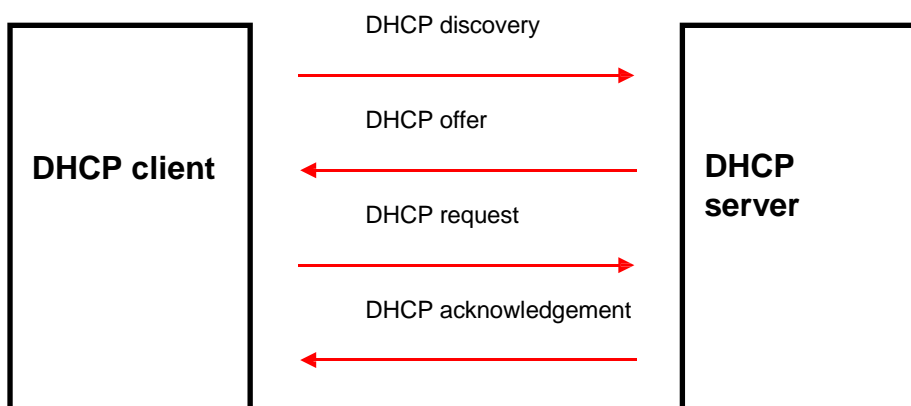 DHCP discovery
DHCP offer
DHCP client
DHCP
server
DHCP request
DHCP acknowledgement